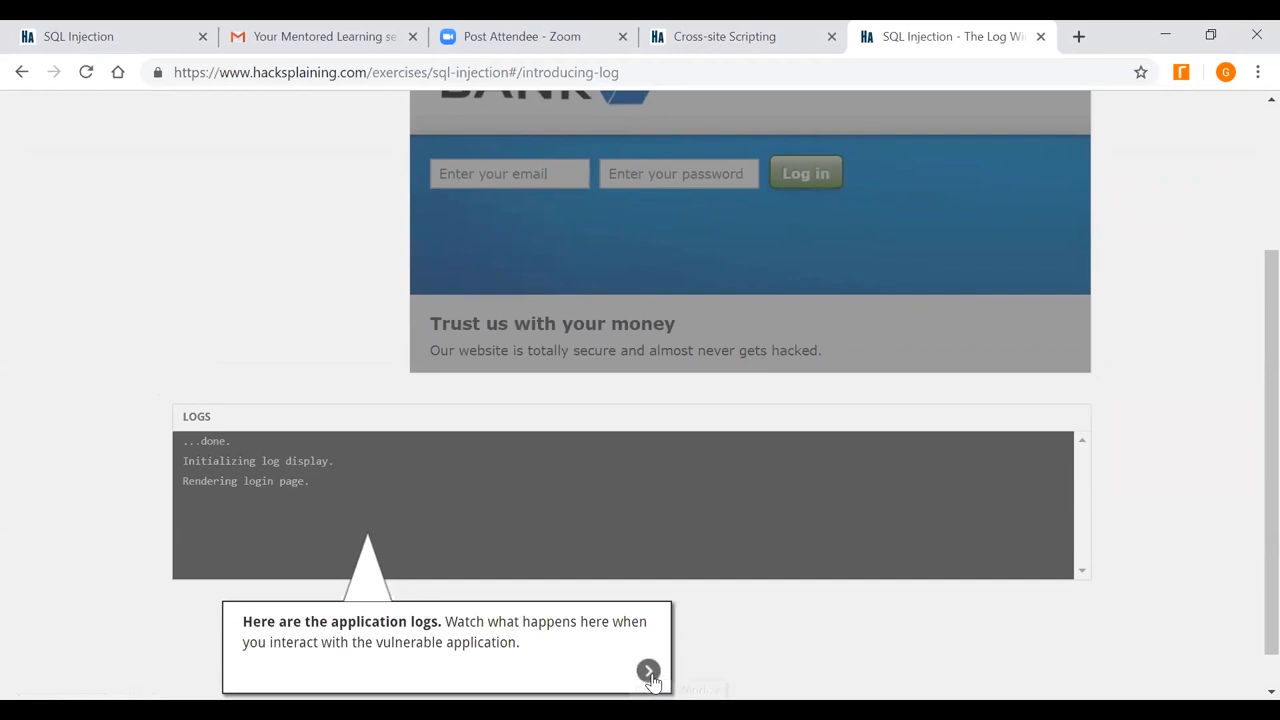 SQL Injection
Your Mentored Learning se
Post Attendee - Zoom
Cross-site Scripting
SQL Injection - The Log Wi
https://www.hacksplaining.com/exercises/sql-injection#/introducing-log
G
BANK
Enter your email
Enter your password
Log in
Trust us with your money
Our website is totally secure and almost never gets hacked.
LOGS
...done.
Initializing log display.
Rendering login page.
Here are the application logs. Watch what happens here when
you interact with the vulnerable application.